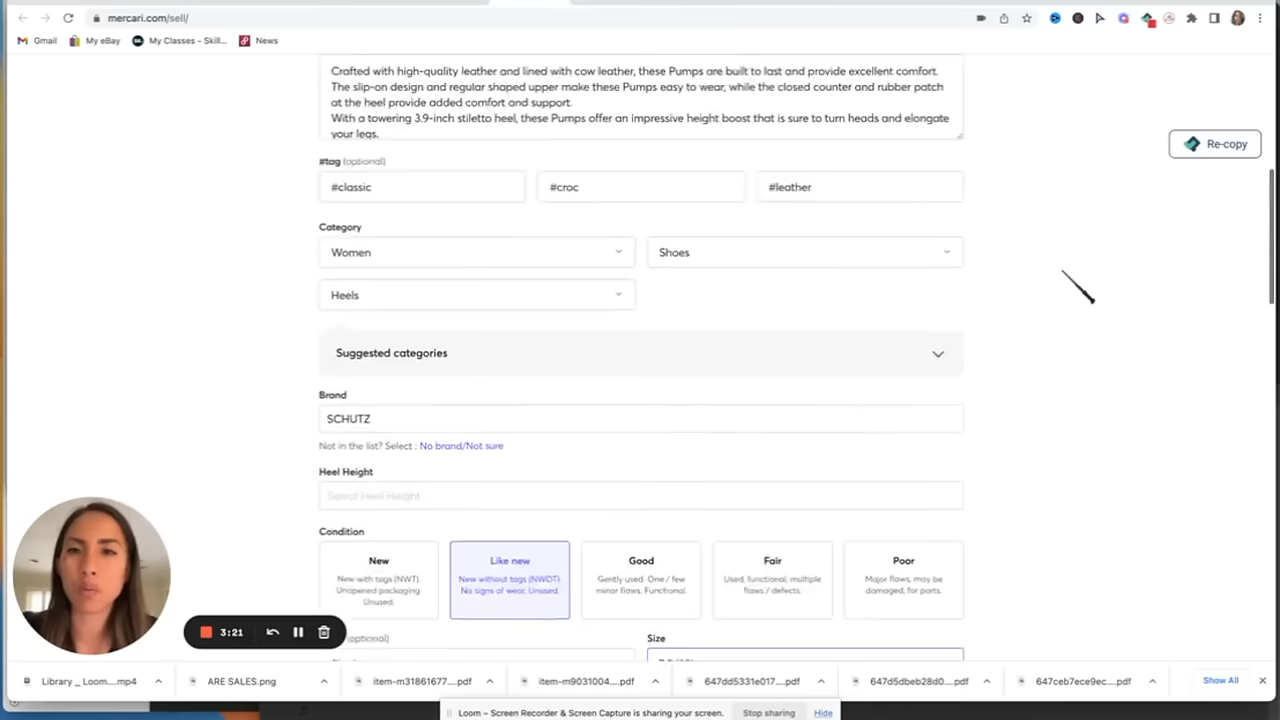 mercari.com/sell/
Gmail My eBay My Classes - Skill... News
Crafted with high-quality leather and lined with cow leather, these Pumps are built to last and provide excellent comfort.
The slip-on design and regular shaped upper make these Pumps easy to wear, while the closed counter and rubber patch
at the heel provide added comfort and support.
With a towering 3.9-inch stiletto heel, these Pumps offer an impressive height boost that is sure to turn heads and elongate
your legs.
Re-copy
#tag (optional)
#classic #croc #leather
Category
Women Shoes
Heels
Suggested categories
Brand
SCHUTZ
Not in the list? Select : No brand/Not sure
Heel Height
Select Heel Height
Condition
New Like new Good Fair Poor
New with tags (NWT). New without tags (NWOT) Gently used. One / few Used, functional, multiple Major flaws, may be
Unopened packaging. No signs of wear. Unused. minor flaws. Functional. flaws / defects. damaged, for parts.
Unused.
3:21
(optional) Size
Library _ Loom....mp4 ARE SALES.png item-m31861677....pdf item-m9031004....pdf 647dd5331e017....pdf 647d5dbeb28d0....pdf 647ceb7ece9ec....pdf Show All
Loom – Screen Recorder & Screen Capture is sharing your screen. Stop sharing Hide